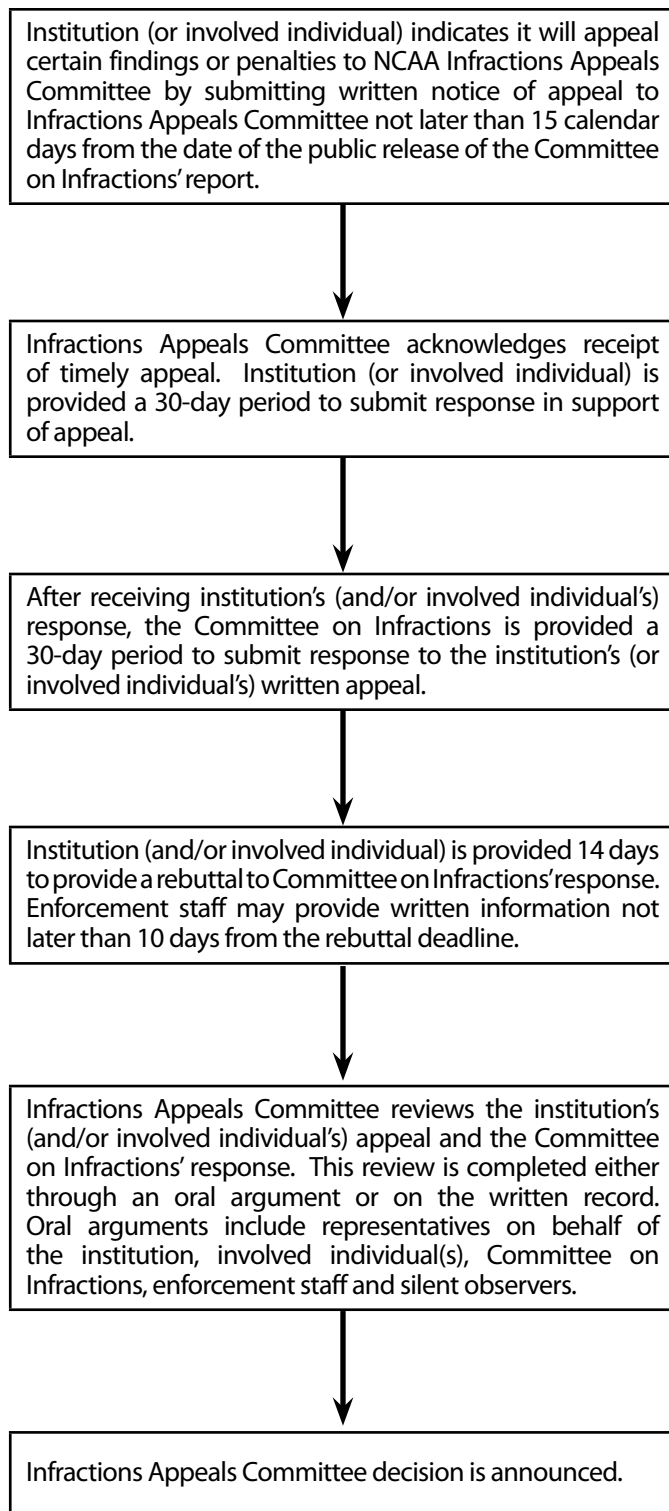 Institution (or involved individual) indicates it will appeal
certain findings or penalties to NCAA Infractions Appeals
Committee by submitting written notice of appeal to
Infractions Appeals Committee not later than 15 calendar
days from the date of the public release of the Committee
on Infractions’ report.
Infractions Appeals Committee acknowledges receipt
of timely appeal. Institution (or involved individual) is
provided a 30-day period to submit response in support
of appeal.
After receiving institution’s (and/or involved individual’s)
response, the Committee on Infractions is provided a
30-day period to submit response to the institution’s (or
involved individual’s) written appeal.
Institution (and/or involved individual) is provided 14 days
to provide a rebuttal to Committee on Infractions’ response.
Enforcement staff may provide written information not
later than 10 days from the rebuttal deadline.
Infractions Appeals Committee reviews the institution’s
(and/or involved individual’s) appeal and the Committee
on Infractions’ response. This review is completed either
through an oral argument or on the written record.
Oral arguments include representatives on behalf of
the institution, involved individual(s), Committee on
Infractions, enforcement staff and silent observers.
Infractions Appeals Committee decision is announced.